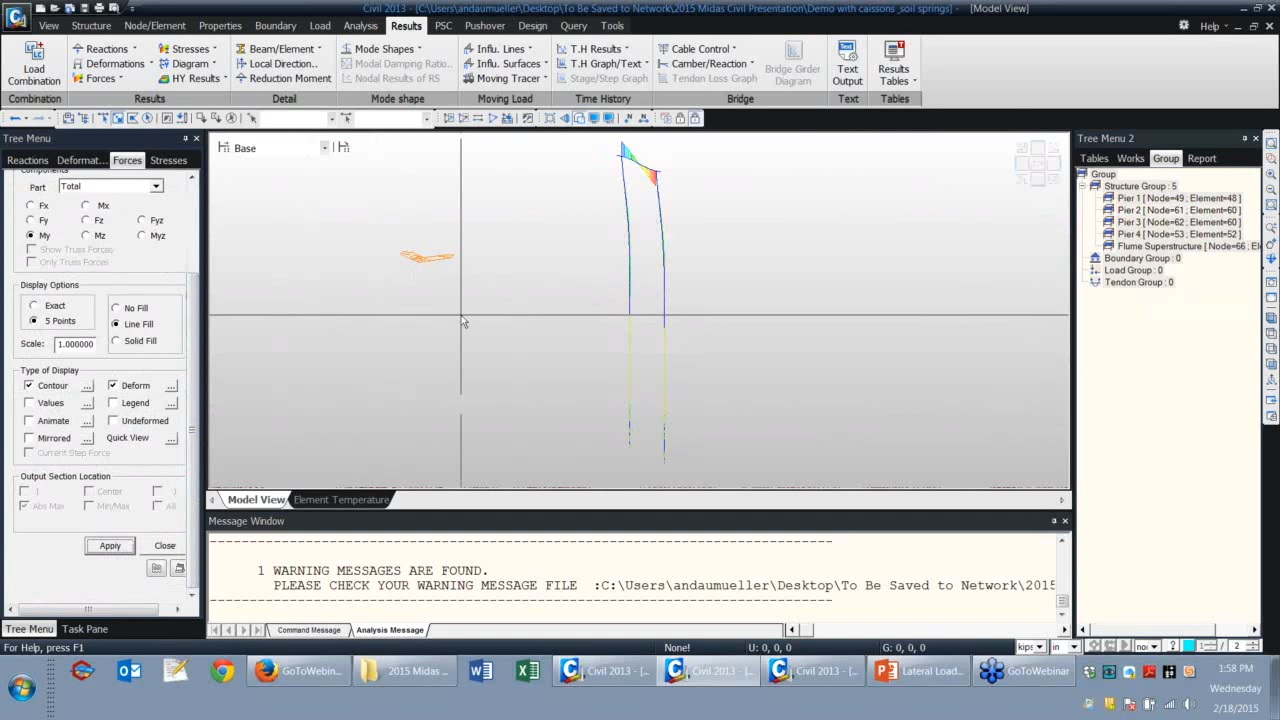 Civil 2013 - [C:\Users\andaumueller\Desktop\To Be Saved to Network\2015 Midas Civil Presentation\Demo with caissons _soil springs] - [Model View]
View Structure Node/Element Properties Boundary Load Analysis Results PSC Pushover Design Query Tools Help
Load Combination
Reactions
Deformations
Forces
Stresses
Diagram
HY Results
Beam/Element
Local Direction..
Reduction Moment
Mode Shapes
Modal Damping Ratio..
Nodal Results of RS
Influ. Lines
Influ. Surfaces
Moving Tracer
T.H Results
T.H Graph/Text
Stage/Step Graph
Cable Control
Camber/Reaction
Tendon Loss Graph
Bridge Girder Diagram
Text Output
Results Tables
Combination Results Detail Mode shape Moving Load Time History Bridge Text Tables
Tree Menu
Reactions Deformat.. Forces Stresses
Components
Part Total
Fx Mx
Fy Fz Fyz
My Mz Myz
Show Truss Forces
Only Truss Forces
Display Options
Exact
5 Points
No Fill
Line Fill
Solid Fill
Scale: 1.000000
Type of Display
Contour ... Deform ...
Values ... Legend ...
Animate ... Undeformed
Mirrored ... Quick View ...
Current Step Force
Output Section Location
I Center J
Abs Max Min/Max All
Apply Close
Tree Menu Task Pane
Base
Model View Element Temperature
Message Window
1 WARNING MESSAGES ARE FOUND.
PLEASE CHECK YOUR WARNING MESSAGE FILE :C:\Users\andaumueller\Desktop\To Be Saved to Network\2015
Command Message Analysis Message
Tree Menu 2
Tables Works Group Report
Group
Structure Group : 5
Pier 1 [ Node=49 ; Element=48 ]
Pier 2 [ Node=61 ; Element=60 ]
Pier 3 [ Node=62 ; Element=60 ]
Pier 4 [ Node=53 ; Element=52 ]
Flume Superstructure [ Node=66 ; Ele
Boundary Group : 0
Load Group : 0
Tendon Group : 0
For Help, press F1
None! U: 0, 0, 0 G: 0, 0, 0 kips in no 1 / 2
GoToWebin... 2015 Midas ... Civil 2013 - [... Civil 2013 - [... Civil 2013 - [... Lateral Load... GoToWebinar
1:58 PM
Wednesday
2/18/2015